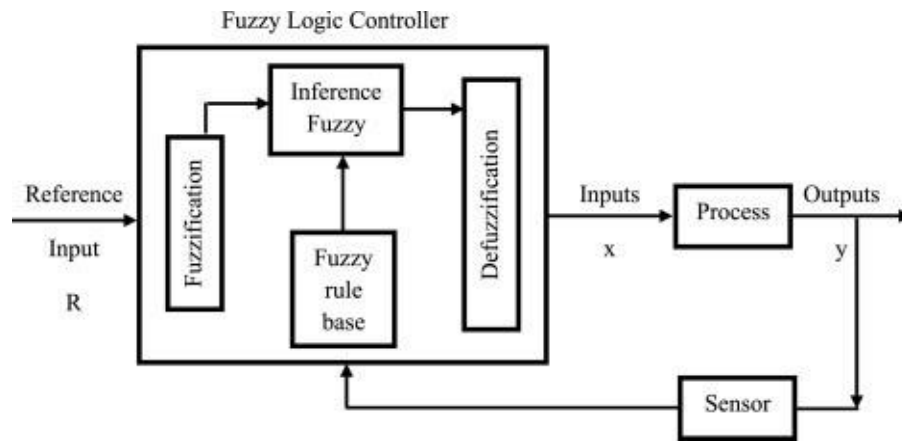 Fuzzy Logic Controller
Reference
Input
R
Fuzzification
Inference
Fuzzy
Fuzzy
rule
base
Defuzzification
Inputs
x
Process
Outputs
y
Sensor